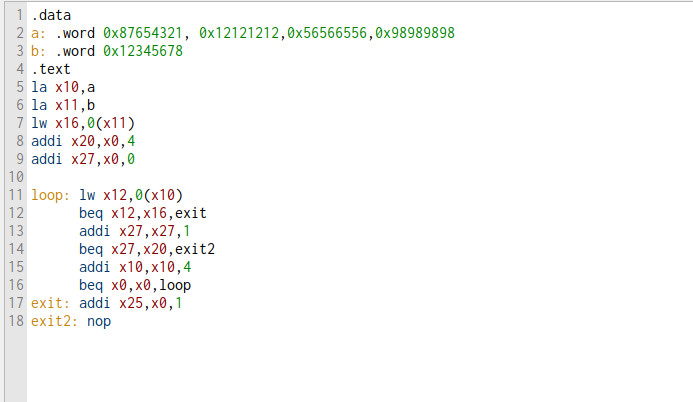 1 .data
2 a: .word 0x87654321, 0x12121212,0x56566556,0x98989898
3 b: .word 0x12345678
4 .text
5 la x10,a
6 la x11,b
7 lw x16,0(x11)
8 addi x20,x0,4
9 addi x27,x0,0
10
11 loop: lw x12,0(x10)
12 beq x12,x16,exit
13 addi x27,x27,1
14 beq x27,x20,exit2
15 addi x10,x10,4
16 beq x0,x0,loop
17 exit: addi x25,x0,1
18 exit2: nop